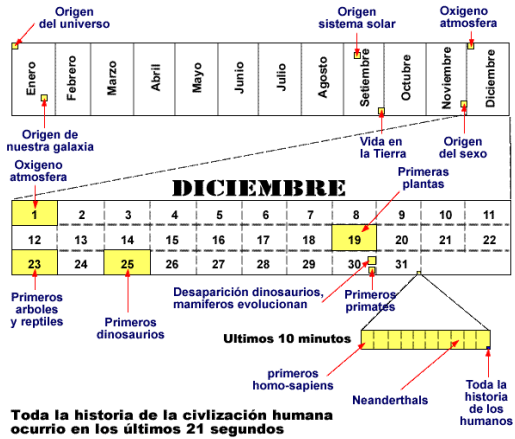 Origen
del universo
Origen
sistema solar
Oxigeno
atmosfera
Enero
Febrero
Marzo
Abril
Mayo
Junio
Julio
Agosto
Setiembre
Octubre
Noviembre
Diciembre
Origen de
nuestra galaxia
Vida en
la Tierra
Origen
del sexo
Oxigeno
atmosfera
DICIEMBRE
Primeras
plantas
1 2 3 4 5 6 7 8 9 10 11
12 13 14 15 16 17 18 19 20 21 22
23 24 25 26 27 28 29 30 31
Primeros
arboles
y reptiles
Primeros
dinosaurios
Desaparición dinosaurios,
mamiferos evolucionan
Primeros
primates
Ultimos 10 minutos
primeros
homo-sapiens
Neanderthals
Toda la
historia de
los humanos
Toda la historia de la civlización humana
ocurrio en los últimos 21 segundos